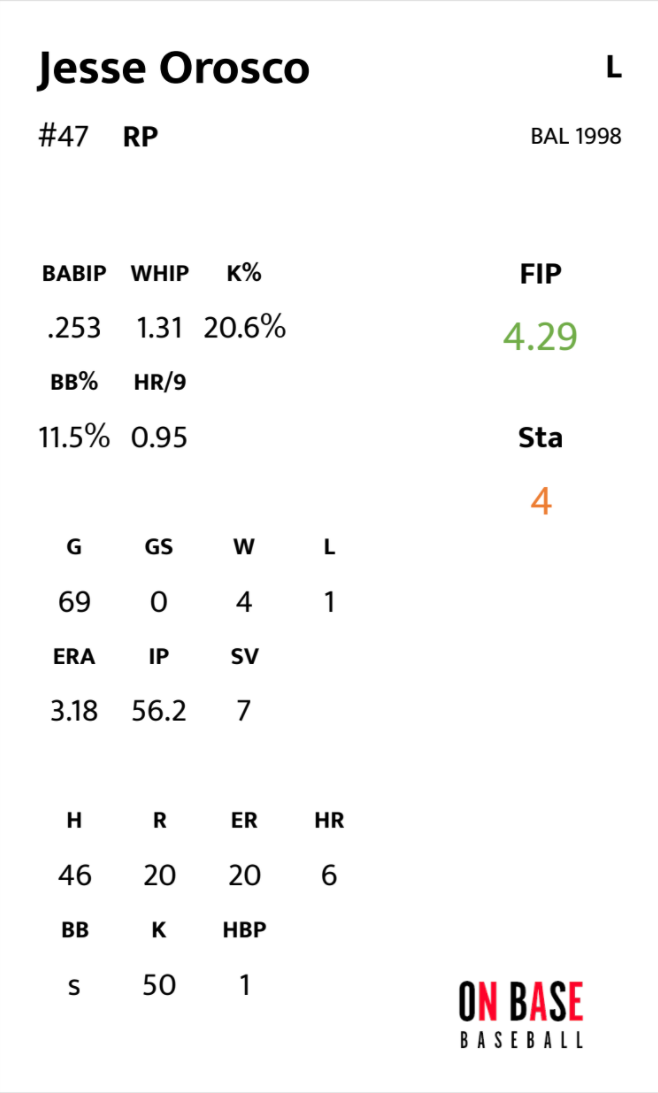 Jesse Orosco L
#47 RP BAL 1998
BABIP WHIP K% FIP
.253 1.31 20.6% 4.29
BB% HR/9
11.5% 0.95 Sta
4
G GS W L
69 0 4 1
ERA IP SV
3.18 56.2 7
H R ER HR
46 20 20 6
BB K HBP
s 50 1
ON BASE
BASEBALL